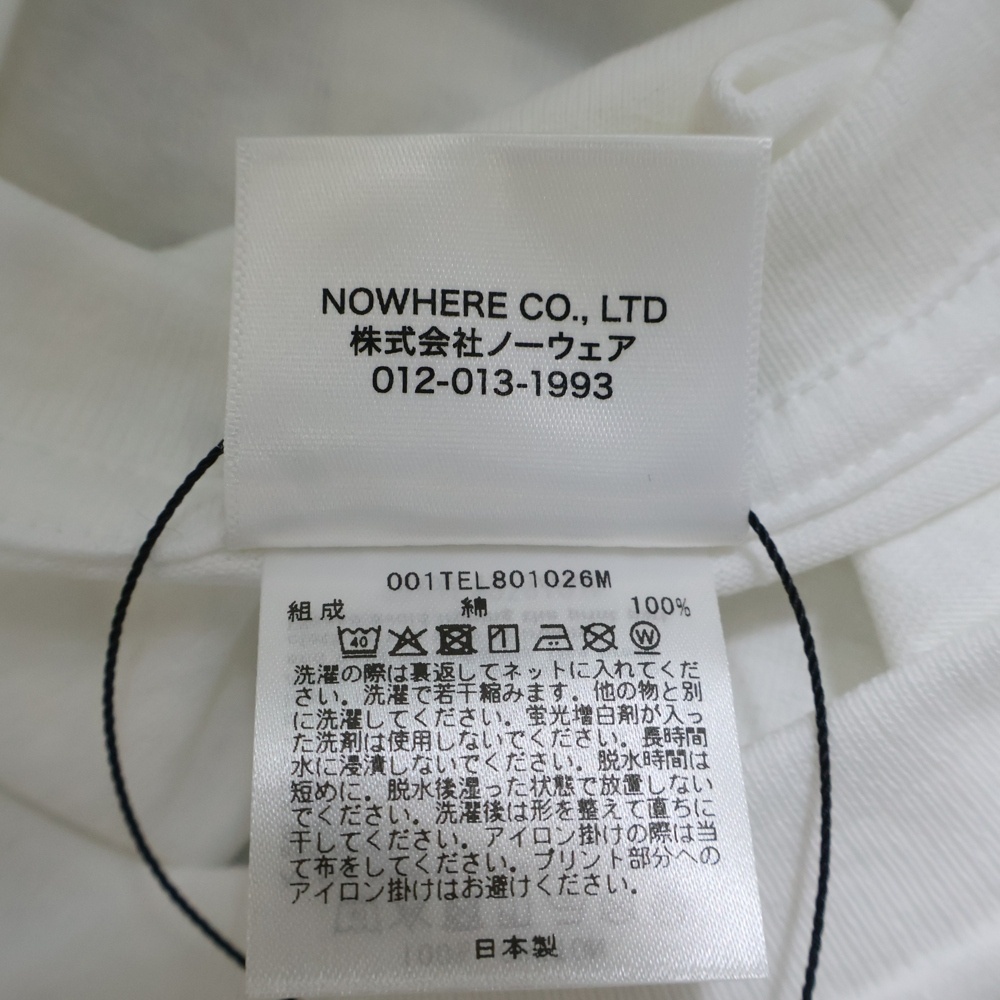 NOWHERE CO., LTD
株式会社ノーウェア
012-013-1993
001TEL801026M
組成 綿 100%
40 W
洗濯の際は裏返してネットに入れてくだ
さい。洗濯で若干縮みます。他の物と別
に洗濯してください。蛍光増白剤が入っ
た洗剤は使用しないでください。長時間
水に浸漬しないでください。脱水時間は
短めに。脱水後湿った状態で放置しない
でください。洗濯後は形を整えて直ちに
干してください。アイロン掛けの際は当
て布をしてください。プリント部分への
アイロン掛けはお避けください。
日本製